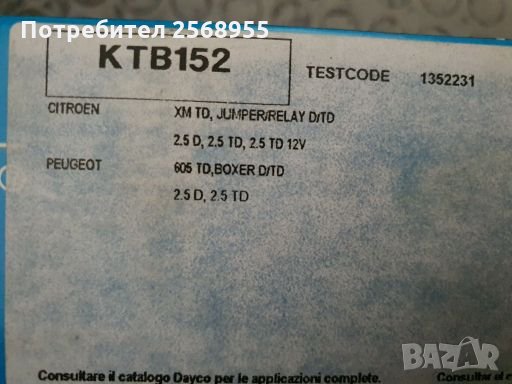 Потребител 2568955
KTB152
TESTCODE 1352231
CITROEN XM TD, JUMPER/RELAY D/TD
2.5 D, 2.5 TD, 2.5 TD 12V
PEUGEOT 605 TD,BOXER D/TD
2.5 D, 2.5 TD
Consultare il catalogo Dayco per le applicazioni complete.
BAZAR